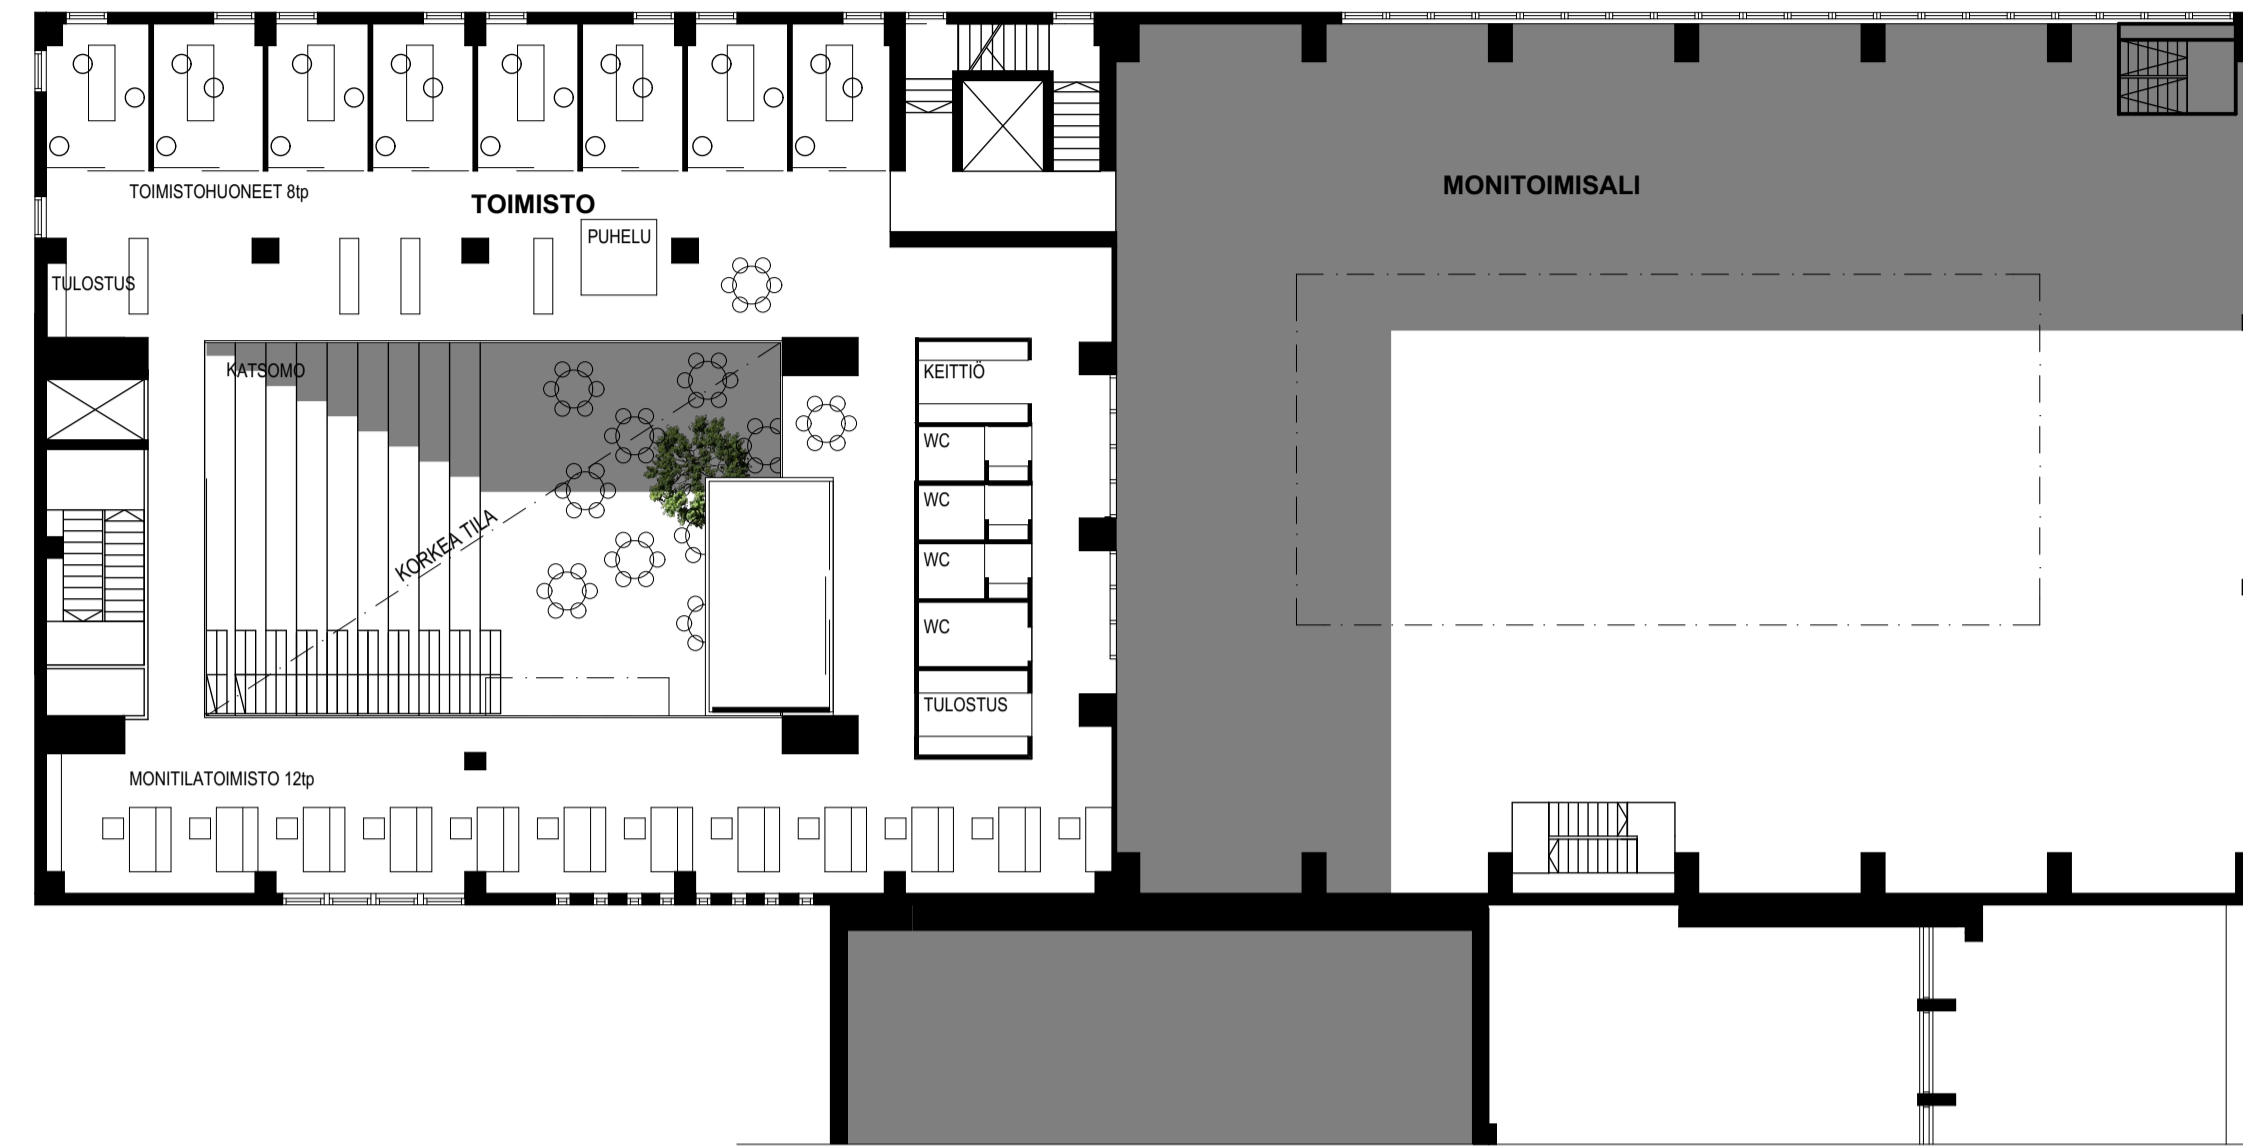 TOIMISTOHUONEET 8tp
TOIMISTO
MONITOIMISALI
PUHELU
TULOSTUS
KATSOMO
KEITTIÖ
WC
WC
WC
WC
KORKEA TILA
TULOSTUS
MONITILATOIMISTO 12tp